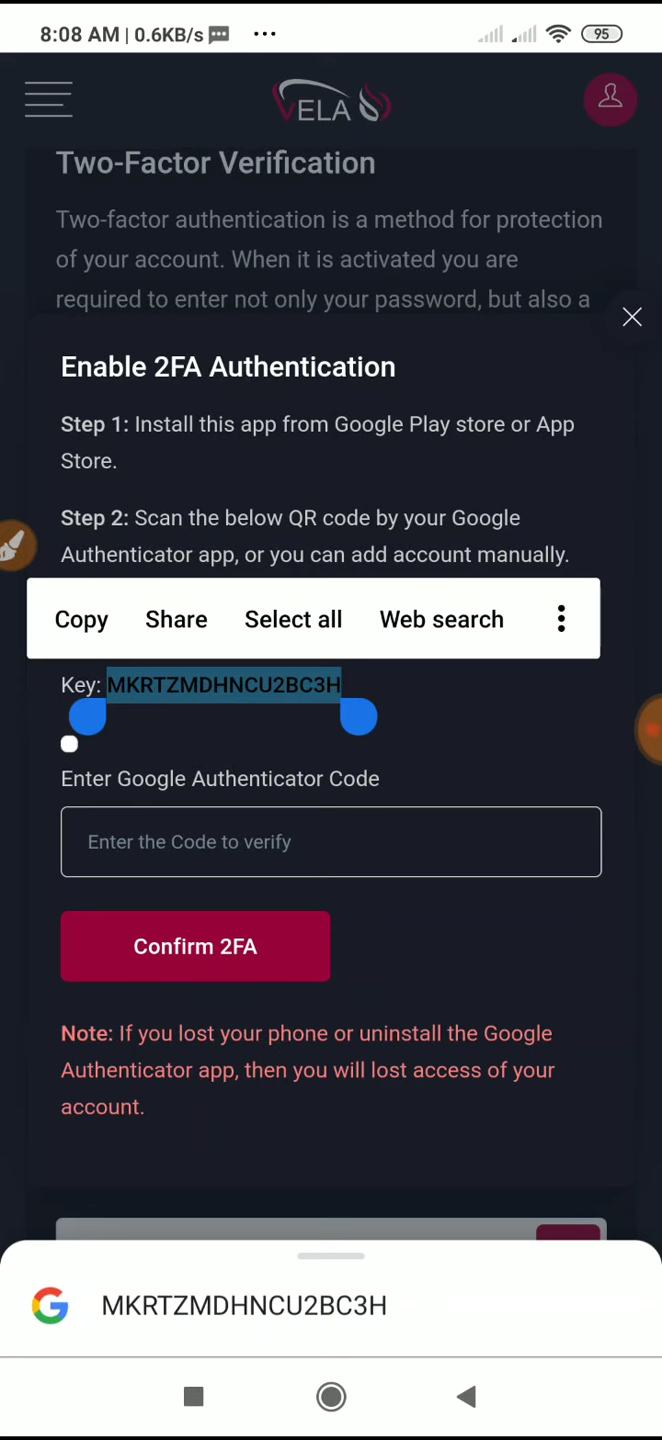 8:08 AM | 0.6KB/s
95
VELA
Two-Factor Verification
Two-factor authentication is a method for protection
of your account. When it is activated you are
required to enter not only your password, but also a
Enable 2FA Authentication
Step 1: Install this app from Google Play store or App
Store.
Step 2: Scan the below QR code by your Google
Authenticator app, or you can add account manually.
Copy Share Select all Web search
Key: MKRTZMDHNCU2BC3H
Enter Google Authenticator Code
Enter the Code to verify
Confirm 2FA
Note: If you lost your phone or uninstall the Google
Authenticator app, then you will lost access of your
account.
MKRTZMDHNCU2BC3H